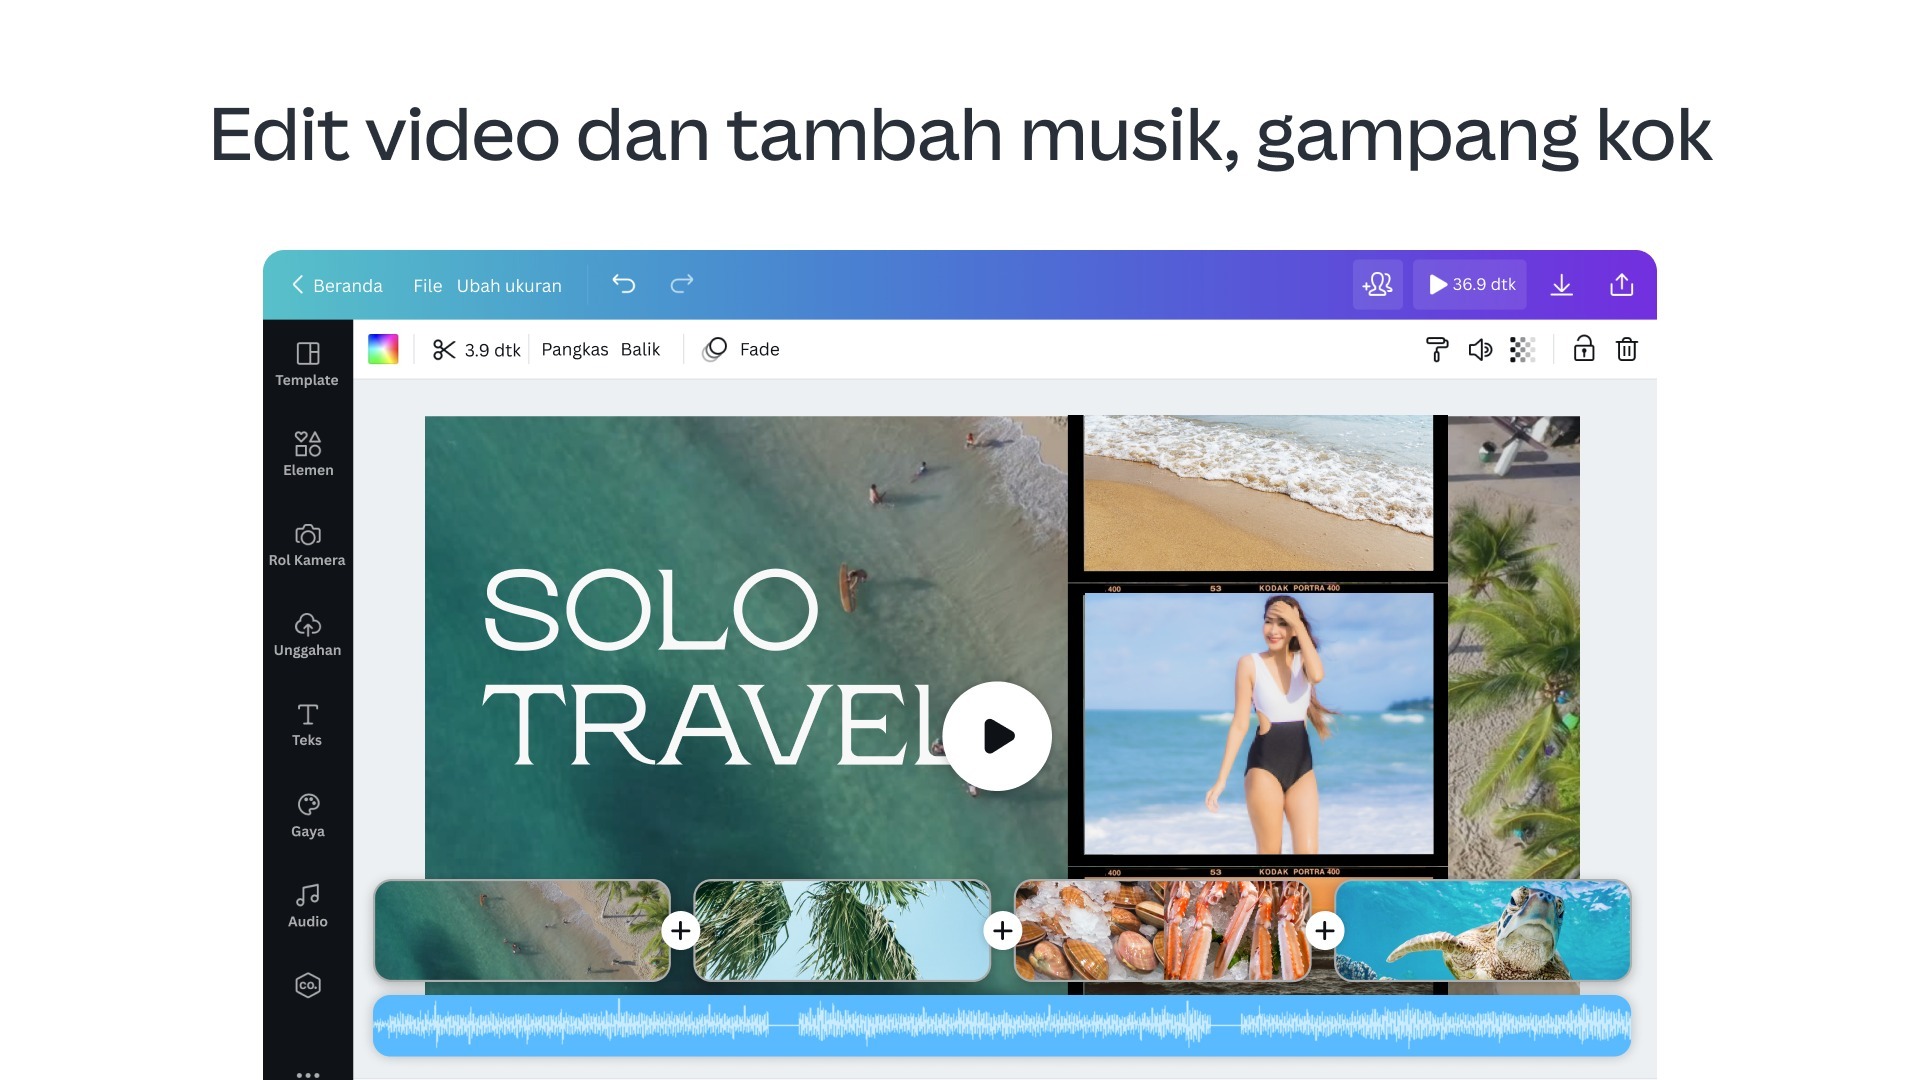 Edit video dan tambah musik, gampang kok
Beranda File Ubah ukuran 36.9 dtk
3.9 dtk Pangkas Balik Fade
Template
Elemen
Rol Kamera
Unggahan
Teks
Gaya
Audio
CO.
SOLO
TRAVEL
400 53 KODAK PORTRA 400
400 53 KODAK PORTRA 400